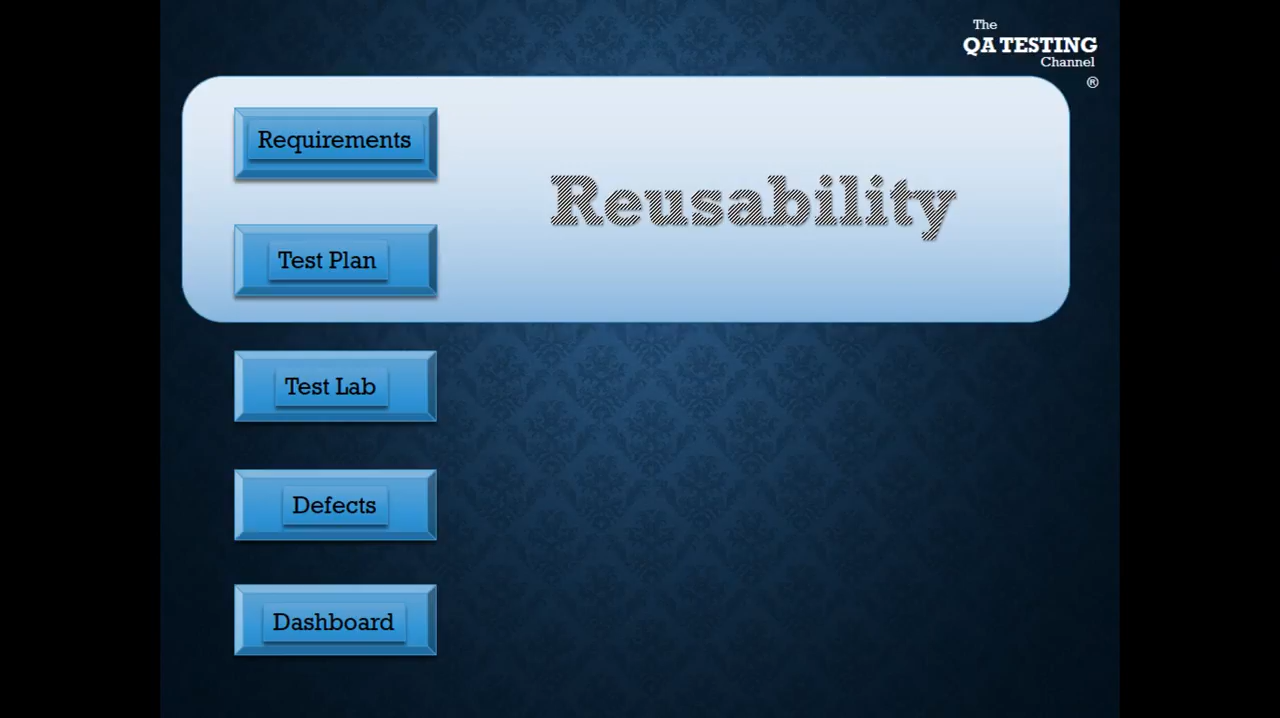 The
QA TESTING
Channel
®
Requirements
Reusability
Test Plan
Test Lab
Defects
Dashboard